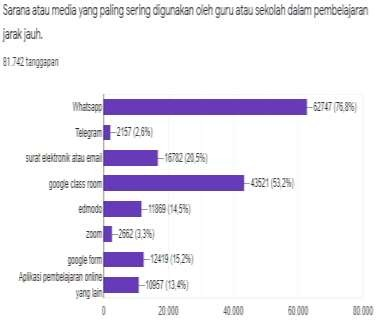 Sarana atau media yang paling sering digunakan oleh guru atau sekolah dalam pembelajaran
jarak jauh.
81.742 tanggapan
Whatsapp 62747 (76,8%)
Telegram 2157 (2,6%)
surat elektronik atau email 16782 (20,5%)
google class room 43521 (53,2%)
edmodo 11869 (14,5%)
zoom 2662 (3,3%)
google form 12419 (15,2%)
Aplikasi pembelajaran online
yang lain 10957 (13,4%)
0 20.000 40.000 60.000 80.000